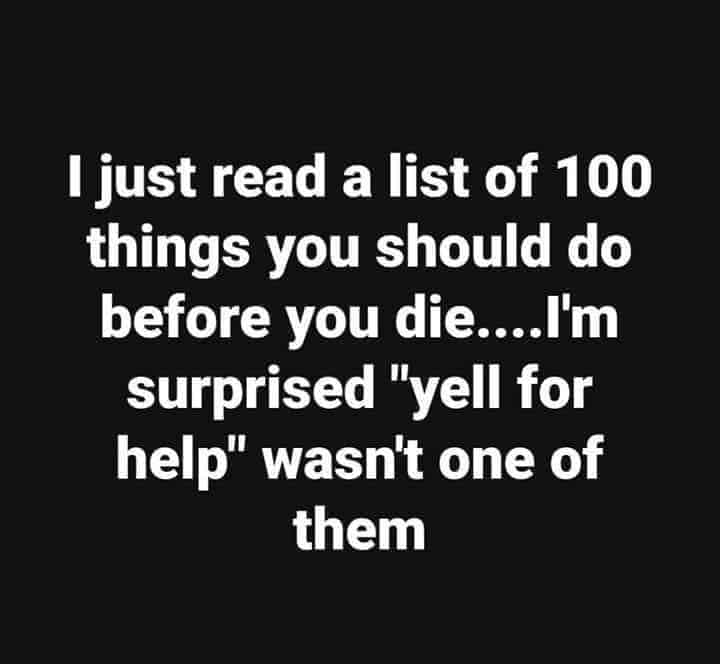 I just read a list of 100
things you should do
before you die....I'm
surprised "yell for
help" wasn't one of
them